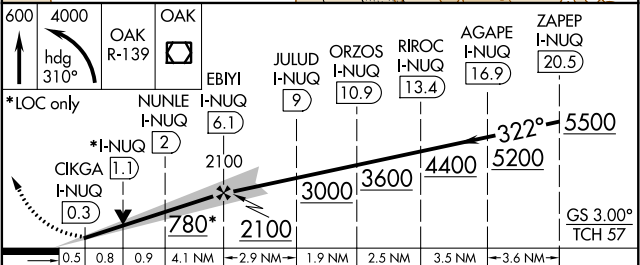 600
4000
hdg
310°
OAK
R-139
OAK
*LOC only
CIKGA
I-NUQ
0.3
*I-NUQ
1.1
NUNLE
I-NUQ
2
EBIYI
I-NUQ
6.1
2100
JULUD
I-NUQ
9
ORZOS
I-NUQ
10.9
RIROC
I-NUQ
13.4
AGAPE
I-NUQ
16.9
ZAPEP
I-NUQ
20.5
322°
5500
5200
4400
3600
3000
2100
780*
GS 3.00°
TCH 57
0.5 0.8 0.9 4.1 NM 2.9 NM 1.9 NM 2.5 NM 3.5 NM 3.6 NM